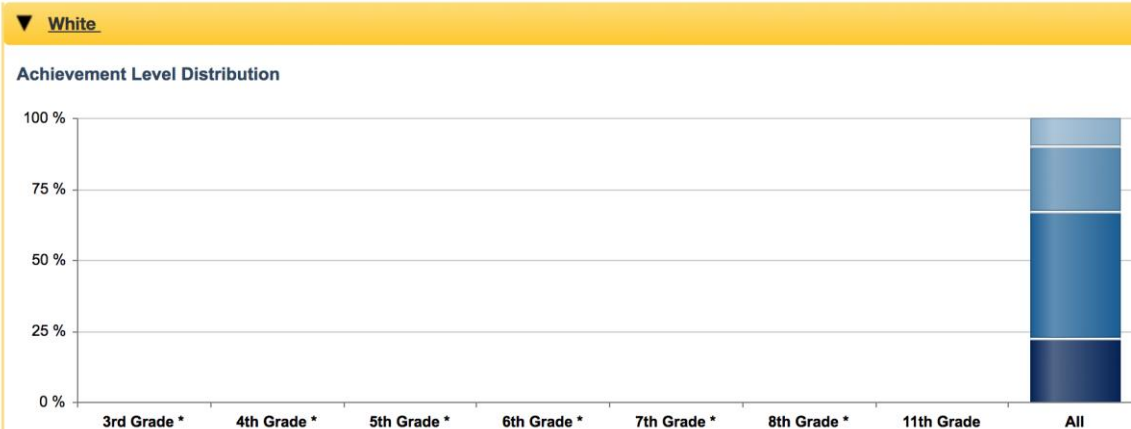 ▼ White
Achievement Level Distribution
100 %
75 %
50 %
25 %
0 %
3rd Grade * 4th Grade * 5th Grade * 6th Grade * 7th Grade * 8th Grade * 11th Grade All